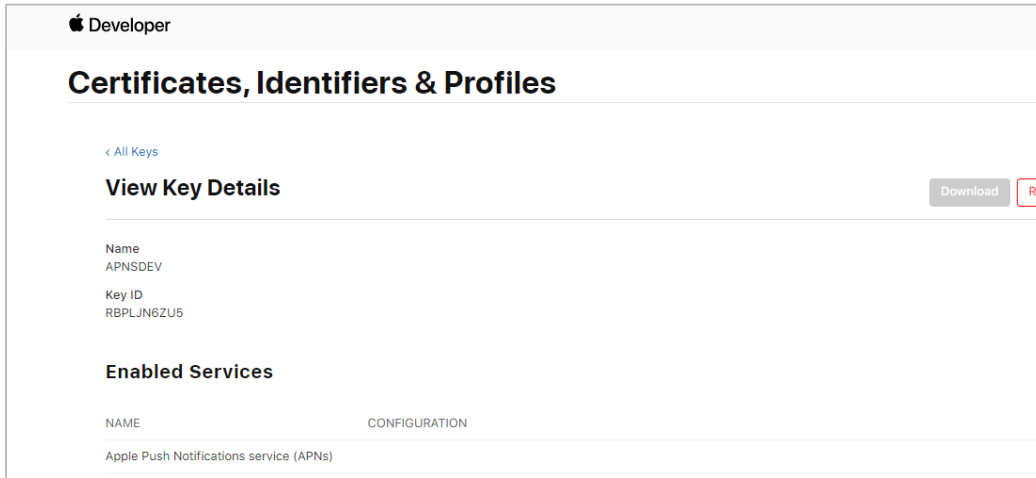 Developer
Certificates, Identifiers & Profiles
‹ All Keys
View Key Details
Download
R
Name
APNSDEV
Key ID
RBPLJN6ZU5
Enabled Services
NAME CONFIGURATION
Apple Push Notifications service (APNs)